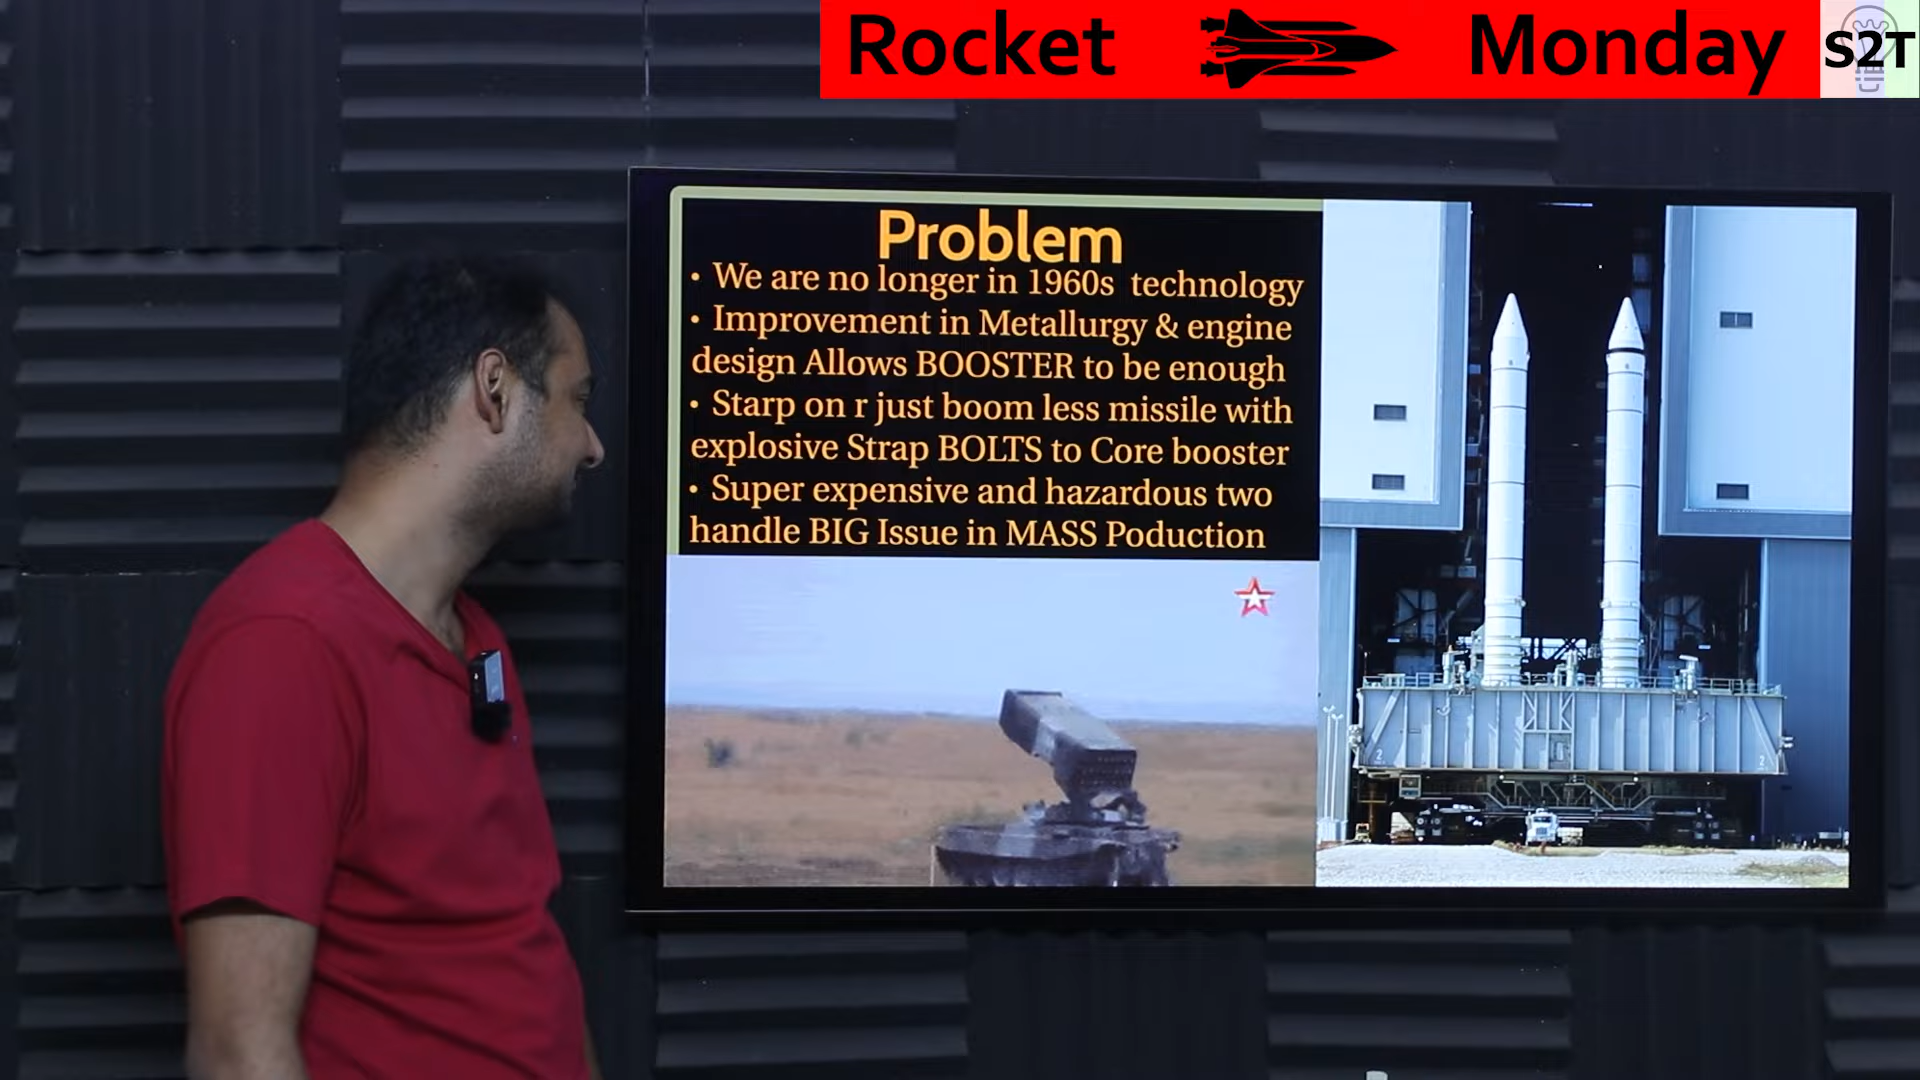 Rocket Monday S2T
Problem
• We are no longer in 1960s technology
• Improvement in Metallurgy & engine
design Allows BOOSTER to be enough
• Starp on r just boom less missile with
explosive Strap BOLTS to Core booster
• Super expensive and hazardous two
handle BIG Issue in MASS Poduction
2
2